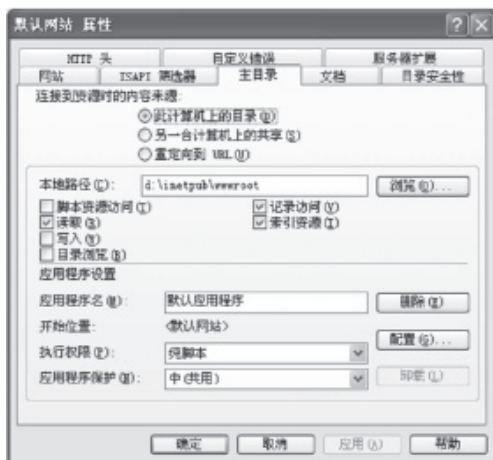 默认网站 属性
HTTP 头 自定义错误 服务器扩展
网站 ISAPI 筛选器 主目录 文档 目录安全性
连接到资源时的内容来源:
此计算机上的目录(D)
另一台计算机上的共享(S)
重定向到 URL(U)
本地路径(C): d:\inetpub\wwwroot 浏览(O)...
脚本资源访问(T) 记录访问(V)
读取(R) 索引资源(I)
写入(W)
目录浏览(B)
应用程序设置
应用程序名(M): 默认应用程序 删除(E)
开始位置: <默认网站>
配置(G)...
执行权限(P): 纯脚本
应用程序保护(N): 中(共用) 卸载(L)
确定 取消 应用(A) 帮助